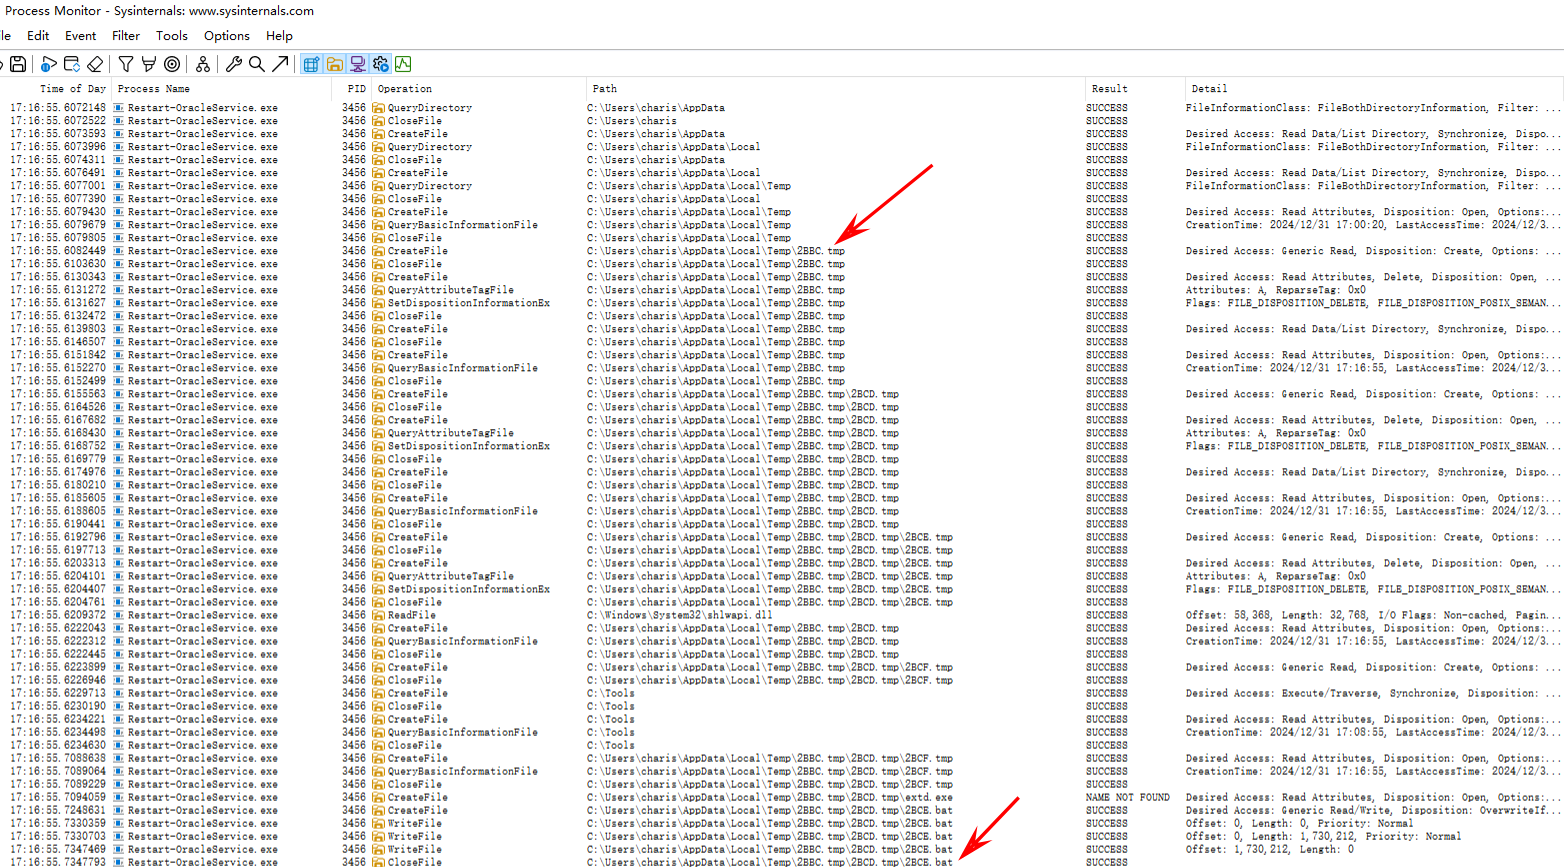 Process Monitor - Sysinternals: www.sysinternals.com
le Edit Event Filter Tools Options Help
Time of Day Process Name PID Operation Path Result Detail
17:16:55.6072148 Restart-OracleService.exe 3456 QueryDirectory C:\Users\charis\AppData SUCCESS FileInformationClass: FileBothDirectoryInformation, Filter: ...
17:16:55.6072522 Restart-OracleService.exe 3456 CloseFile C:\Users\charis SUCCESS
17:16:55.6073593 Restart-OracleService.exe 3456 CreateFile C:\Users\charis\AppData SUCCESS Desired Access: Read Data/List Directory, Synchronize, Dispo...
17:16:55.6073996 Restart-OracleService.exe 3456 QueryDirectory C:\Users\charis\AppData\Local SUCCESS FileInformationClass: FileBothDirectoryInformation, Filter: ...
17:16:55.6074311 Restart-OracleService.exe 3456 CloseFile C:\Users\charis\AppData SUCCESS
17:16:55.6076491 Restart-OracleService.exe 3456 CreateFile C:\Users\charis\AppData\Local SUCCESS Desired Access: Read Data/List Directory, Synchronize, Dispo...
17:16:55.6077001 Restart-OracleService.exe 3456 QueryDirectory C:\Users\charis\AppData\Local\Temp SUCCESS FileInformationClass: FileBothDirectoryInformation, Filter: ...
17:16:55.6077390 Restart-OracleService.exe 3456 CloseFile C:\Users\charis\AppData\Local SUCCESS
17:16:55.6079430 Restart-OracleService.exe 3456 CreateFile C:\Users\charis\AppData\Local\Temp SUCCESS Desired Access: Read Attributes, Disposition: Open, Options:...
17:16:55.6079679 Restart-OracleService.exe 3456 QueryBasicInformationFile C:\Users\charis\AppData\Local\Temp SUCCESS CreationTime: 2024/12/31 17:00:20, LastAccessTime: 2024/12/3...
17:16:55.6079805 Restart-OracleService.exe 3456 CloseFile C:\Users\charis\AppData\Local\Temp SUCCESS
17:16:55.6082449 Restart-OracleService.exe 3456 CreateFile C:\Users\charis\AppData\Local\Temp\2BBC.tmp SUCCESS Desired Access: Generic Read, Disposition: Create, Options: ...
17:16:55.6103630 Restart-OracleService.exe 3456 CloseFile C:\Users\charis\AppData\Local\Temp\2BBC.tmp SUCCESS
17:16:55.6130343 Restart-OracleService.exe 3456 CreateFile C:\Users\charis\AppData\Local\Temp\2BBC.tmp SUCCESS Desired Access: Read Attributes, Delete, Disposition: Open, ...
17:16:55.6131272 Restart-OracleService.exe 3456 QueryAttributeTagFile C:\Users\charis\AppData\Local\Temp\2BBC.tmp SUCCESS Attributes: A, ReparseTag: 0x0
17:16:55.6131627 Restart-OracleService.exe 3456 SetDispositionInformationEx C:\Users\charis\AppData\Local\Temp\2BBC.tmp SUCCESS Flags: FILE_DISPOSITION_DELETE, FILE_DISPOSITION_POSIX_SEMAN...
17:16:55.6132472 Restart-OracleService.exe 3456 CloseFile C:\Users\charis\AppData\Local\Temp\2BBC.tmp SUCCESS
17:16:55.6139803 Restart-OracleService.exe 3456 CreateFile C:\Users\charis\AppData\Local\Temp\2BBC.tmp SUCCESS Desired Access: Read Data/List Directory, Synchronize, Dispo...
17:16:55.6146507 Restart-OracleService.exe 3456 CloseFile C:\Users\charis\AppData\Local\Temp\2BBC.tmp SUCCESS
17:16:55.6151842 Restart-OracleService.exe 3456 CreateFile C:\Users\charis\AppData\Local\Temp\2BBC.tmp SUCCESS Desired Access: Read Attributes, Disposition: Open, Options:...
17:16:55.6152270 Restart-OracleService.exe 3456 QueryBasicInformationFile C:\Users\charis\AppData\Local\Temp\2BBC.tmp SUCCESS CreationTime: 2024/12/31 17:16:55, LastAccessTime: 2024/12/3...
17:16:55.6152499 Restart-OracleService.exe 3456 CloseFile C:\Users\charis\AppData\Local\Temp\2BBC.tmp SUCCESS
17:16:55.6155563 Restart-OracleService.exe 3456 CreateFile C:\Users\charis\AppData\Local\Temp\2BBC.tmp\2BCD.tmp SUCCESS Desired Access: Generic Read, Disposition: Create, Options: ...
17:16:55.6164526 Restart-OracleService.exe 3456 CloseFile C:\Users\charis\AppData\Local\Temp\2BBC.tmp\2BCD.tmp SUCCESS
17:16:55.6167682 Restart-OracleService.exe 3456 CreateFile C:\Users\charis\AppData\Local\Temp\2BBC.tmp\2BCD.tmp SUCCESS Desired Access: Read Attributes, Delete, Disposition: Open, ...
17:16:55.6168430 Restart-OracleService.exe 3456 QueryAttributeTagFile C:\Users\charis\AppData\Local\Temp\2BBC.tmp\2BCD.tmp SUCCESS Attributes: A, ReparseTag: 0x0
17:16:55.6168752 Restart-OracleService.exe 3456 SetDispositionInformationEx C:\Users\charis\AppData\Local\Temp\2BBC.tmp\2BCD.tmp SUCCESS Flags: FILE_DISPOSITION_DELETE, FILE_DISPOSITION_POSIX_SEMAN...
17:16:55.6169779 Restart-OracleService.exe 3456 CloseFile C:\Users\charis\AppData\Local\Temp\2BBC.tmp\2BCD.tmp SUCCESS
17:16:55.6174976 Restart-OracleService.exe 3456 CreateFile C:\Users\charis\AppData\Local\Temp\2BBC.tmp\2BCD.tmp SUCCESS Desired Access: Read Data/List Directory, Synchronize, Dispo...
17:16:55.6180210 Restart-OracleService.exe 3456 CloseFile C:\Users\charis\AppData\Local\Temp\2BBC.tmp\2BCD.tmp SUCCESS
17:16:55.6185605 Restart-OracleService.exe 3456 CreateFile C:\Users\charis\AppData\Local\Temp\2BBC.tmp\2BCD.tmp SUCCESS Desired Access: Read Attributes, Disposition: Open, Options:...
17:16:55.6188605 Restart-OracleService.exe 3456 QueryBasicInformationFile C:\Users\charis\AppData\Local\Temp\2BBC.tmp\2BCD.tmp SUCCESS CreationTime: 2024/12/31 17:16:55, LastAccessTime: 2024/12/3...
17:16:55.6190441 Restart-OracleService.exe 3456 CloseFile C:\Users\charis\AppData\Local\Temp\2BBC.tmp\2BCD.tmp SUCCESS
17:16:55.6192796 Restart-OracleService.exe 3456 CreateFile C:\Users\charis\AppData\Local\Temp\2BBC.tmp\2BCD.tmp\2BCE.tmp SUCCESS Desired Access: Generic Read, Disposition: Create, Options: ...
17:16:55.6197713 Restart-OracleService.exe 3456 CloseFile C:\Users\charis\AppData\Local\Temp\2BBC.tmp\2BCD.tmp\2BCE.tmp SUCCESS
17:16:55.6203313 Restart-OracleService.exe 3456 CreateFile C:\Users\charis\AppData\Local\Temp\2BBC.tmp\2BCD.tmp\2BCE.tmp SUCCESS Desired Access: Read Attributes, Delete, Disposition: Open, ...
17:16:55.6204101 Restart-OracleService.exe 3456 QueryAttributeTagFile C:\Users\charis\AppData\Local\Temp\2BBC.tmp\2BCD.tmp\2BCE.tmp SUCCESS Attributes: A, ReparseTag: 0x0
17:16:55.6204407 Restart-OracleService.exe 3456 SetDispositionInformationEx C:\Users\charis\AppData\Local\Temp\2BBC.tmp\2BCD.tmp\2BCE.tmp SUCCESS Flags: FILE_DISPOSITION_DELETE, FILE_DISPOSITION_POSIX_SEMAN...
17:16:55.6204761 Restart-OracleService.exe 3456 CloseFile C:\Users\charis\AppData\Local\Temp\2BBC.tmp\2BCD.tmp\2BCE.tmp SUCCESS
17:16:55.6209372 Restart-OracleService.exe 3456 ReadFile C:\Windows\System32\shlwapi.dll SUCCESS Offset: 58,368, Length: 32,768, I/O Flags: Non-cached, Pagin...
17:16:55.6222043 Restart-OracleService.exe 3456 CreateFile C:\Users\charis\AppData\Local\Temp\2BBC.tmp\2BCD.tmp SUCCESS Desired Access: Read Attributes, Disposition: Open, Options:...
17:16:55.6222312 Restart-OracleService.exe 3456 QueryBasicInformationFile C:\Users\charis\AppData\Local\Temp\2BBC.tmp\2BCD.tmp SUCCESS CreationTime: 2024/12/31 17:16:55, LastAccessTime: 2024/12/3...
17:16:55.6222445 Restart-OracleService.exe 3456 CloseFile C:\Users\charis\AppData\Local\Temp\2BBC.tmp\2BCD.tmp SUCCESS
17:16:55.6223899 Restart-OracleService.exe 3456 CreateFile C:\Users\charis\AppData\Local\Temp\2BBC.tmp\2BCD.tmp\2BCF.tmp SUCCESS Desired Access: Generic Read, Disposition: Create, Options: ...
17:16:55.6226946 Restart-OracleService.exe 3456 CloseFile C:\Users\charis\AppData\Local\Temp\2BBC.tmp\2BCD.tmp\2BCF.tmp SUCCESS
17:16:55.6229713 Restart-OracleService.exe 3456 CreateFile C:\Tools SUCCESS Desired Access: Execute/Traverse, Synchronize, Disposition: ...
17:16:55.6230190 Restart-OracleService.exe 3456 CloseFile C:\Tools SUCCESS
17:16:55.6234221 Restart-OracleService.exe 3456 CreateFile C:\Tools SUCCESS Desired Access: Read Attributes, Disposition: Open, Options:...
17:16:55.6234498 Restart-OracleService.exe 3456 QueryBasicInformationFile C:\Tools SUCCESS CreationTime: 2024/12/31 17:08:55, LastAccessTime: 2024/12/3...
17:16:55.6234630 Restart-OracleService.exe 3456 CloseFile C:\Tools SUCCESS
17:16:55.7088638 Restart-OracleService.exe 3456 CreateFile C:\Users\charis\AppData\Local\Temp\2BBC.tmp\2BCD.tmp\2BCF.tmp SUCCESS Desired Access: Read Attributes, Disposition: Open, Options:...
17:16:55.7089064 Restart-OracleService.exe 3456 QueryBasicInformationFile C:\Users\charis\AppData\Local\Temp\2BBC.tmp\2BCD.tmp\2BCF.tmp SUCCESS CreationTime: 2024/12/31 17:16:55, LastAccessTime: 2024/12/3...
17:16:55.7089229 Restart-OracleService.exe 3456 CloseFile C:\Users\charis\AppData\Local\Temp\2BBC.tmp\2BCD.tmp\2BCF.tmp SUCCESS
17:16:55.7094059 Restart-OracleService.exe 3456 CreateFile C:\Users\charis\AppData\Local\Temp\2BBC.tmp\2BCD.tmp\extd.exe NAME NOT FOUND Desired Access: Read Attributes, Disposition: Open, Options:...
17:16:55.7248631 Restart-OracleService.exe 3456 CreateFile C:\Users\charis\AppData\Local\Temp\2BBC.tmp\2BCD.tmp\2BCE.bat SUCCESS Desired Access: Generic Read/Write, Disposition: OverwriteIf...
17:16:55.7330359 Restart-OracleService.exe 3456 WriteFile C:\Users\charis\AppData\Local\Temp\2BBC.tmp\2BCD.tmp\2BCE.bat SUCCESS Offset: 0, Length: 0, Priority: Normal
17:16:55.7330703 Restart-OracleService.exe 3456 WriteFile C:\Users\charis\AppData\Local\Temp\2BBC.tmp\2BCD.tmp\2BCE.bat SUCCESS Offset: 0, Length: 1,730,212, Priority: Normal
17:16:55.7347469 Restart-OracleService.exe 3456 WriteFile C:\Users\charis\AppData\Local\Temp\2BBC.tmp\2BCD.tmp\2BCE.bat SUCCESS Offset: 1,730,212, Length: 0
17:16:55.7347793 Restart-OracleService.exe 3456 CloseFile C:\Users\charis\AppData\Local\Temp\2BBC.tmp\2BCD.tmp\2BCE.bat SUCCESS